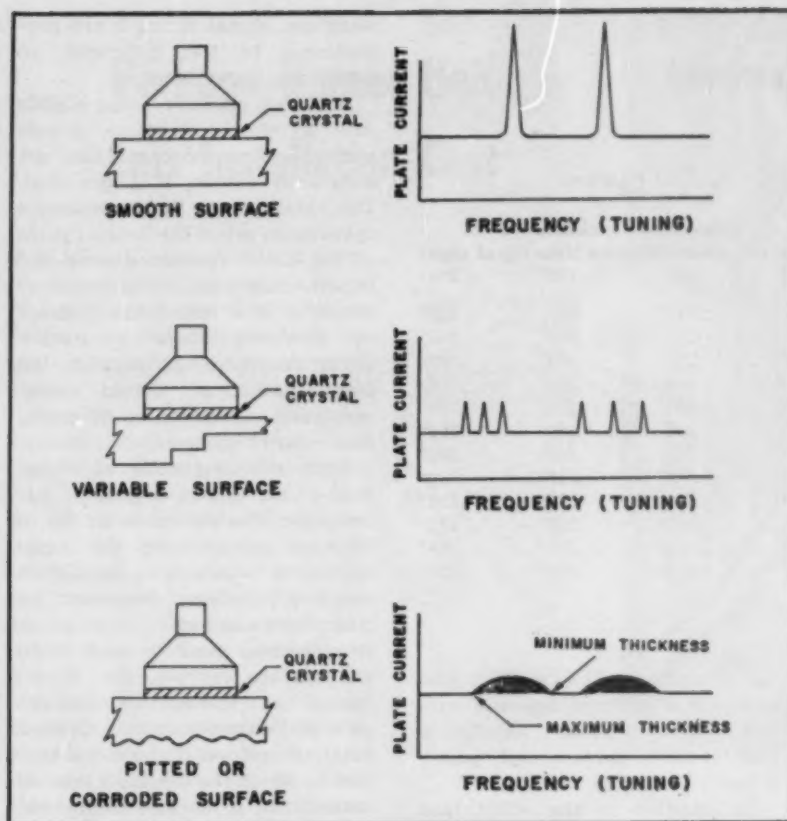 QUARTZ
CRYSTAL
SMOOTH SURFACE
PLATE CURRENT
FREQUENCY (TUNING)
QUARTZ
CRYSTAL
VARIABLE SURFACE
PLATE CURRENT
FREQUENCY (TUNING)
QUARTZ
CRYSTAL
PITTED OR
CORRODED SURFACE
PLATE CURRENT
MINIMUM THICKNESS
MAXIMUM THICKNESS
FREQUENCY (TUNING)